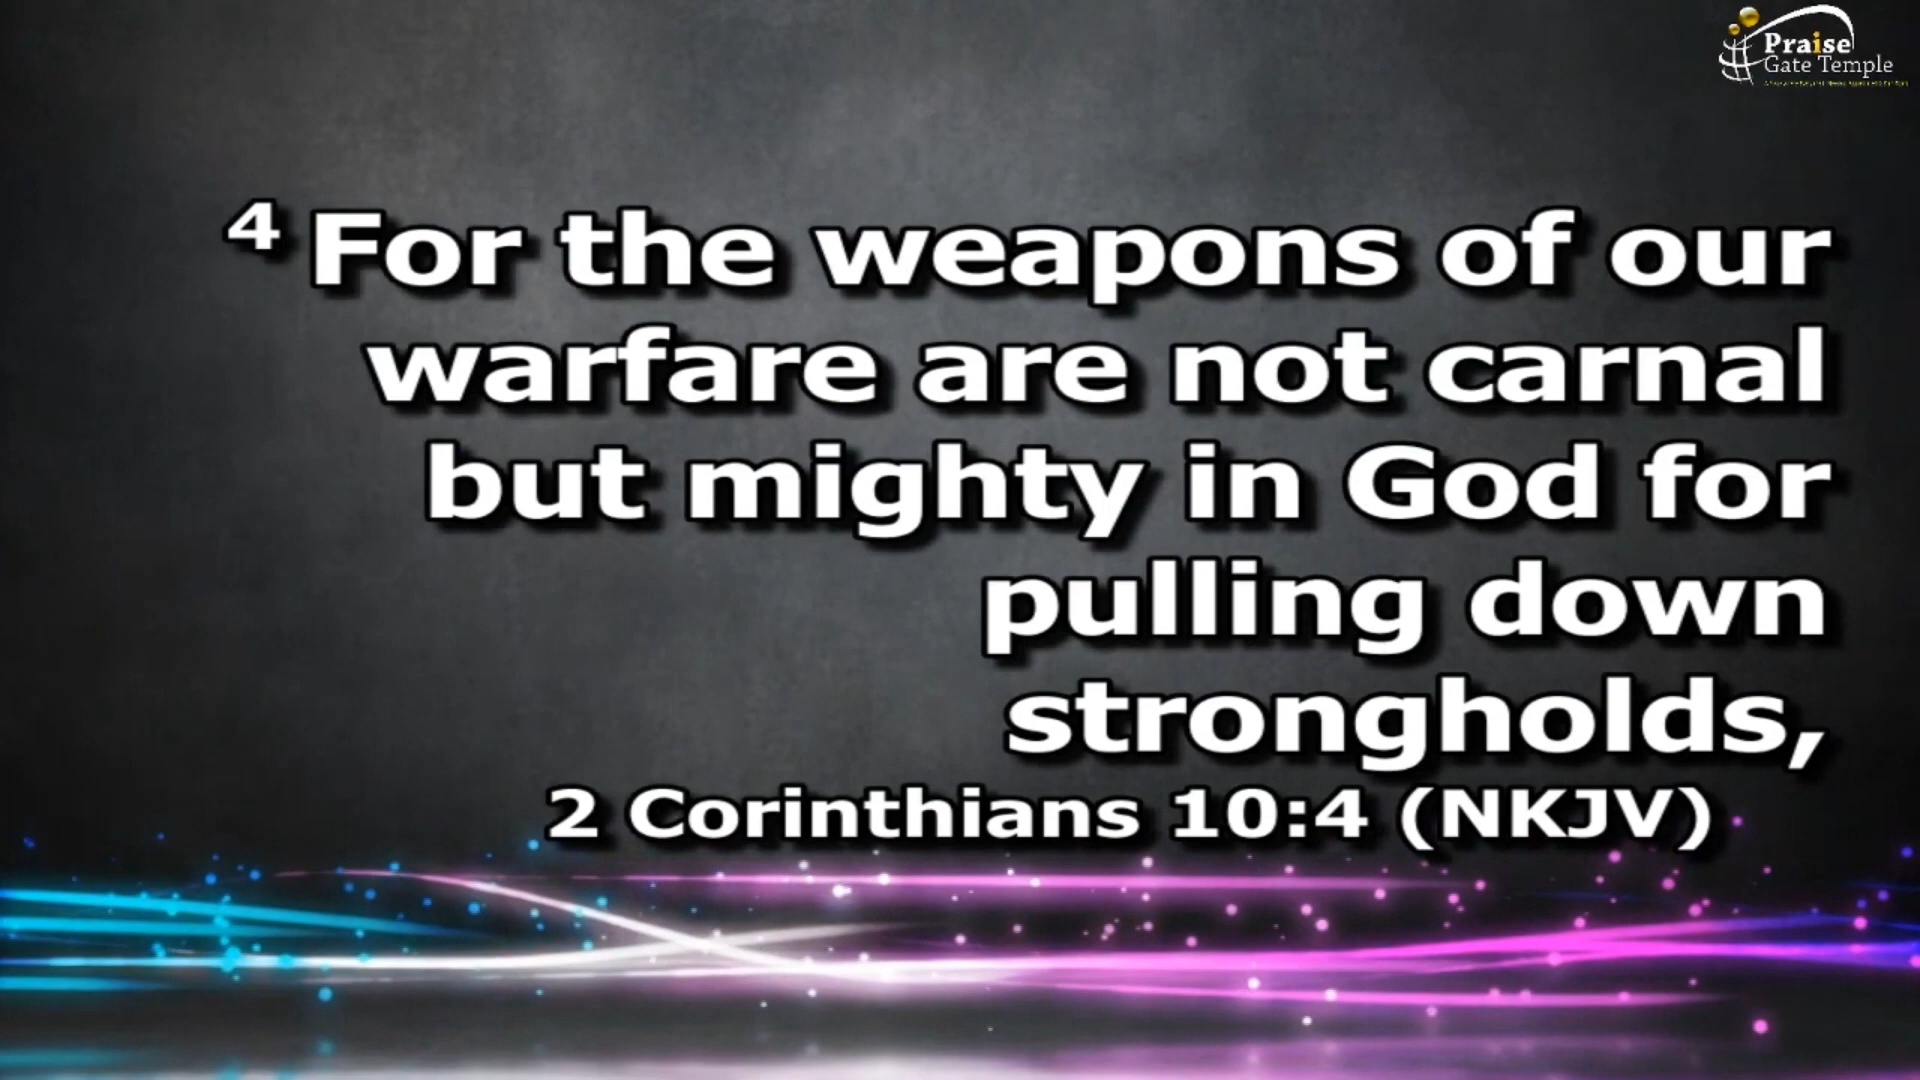 Praise
Gate Temple
4 For the weapons of our
warfare are not carnal
but mighty in God for
pulling down
strongholds,
2 Corinthians 10:4 (NKJV)